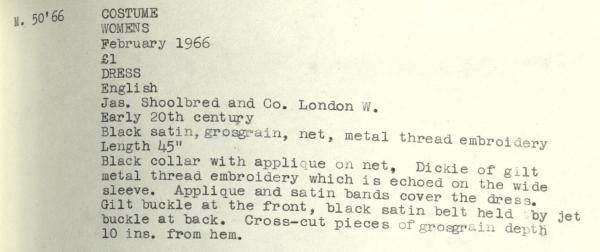 M. 50'66 COSTUME
WOMENS
February 1966
£1
DRESS
English
Jas. Shoolbred and Co. London W.
Early 20th century
Black satin, grosgrain, net, metal thread embroidery
Length 45"
Black collar with applique on net, Dickie of gilt
metal thread embroidery which is echoed on the wide
sleeve. Applique and satin bands cover the dress.
Gilt buckle at the front, black satin belt held by jet
buckle at back. Cross-cut pieces of grosgrain depth
10 ins. from hem.